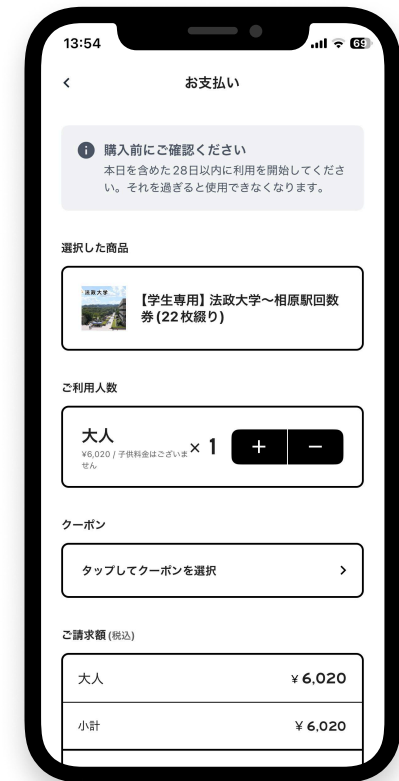 13:54
69
お支払い
購入前にご確認ください
本日を含めた28日以内に利用を開始してくださ
い。それを過ぎると使用できなくなります。
選択した商品
法政大学
【学生専用】法政大学～相原駅回数
券(22枚綴り)
ご利用人数
大人
¥6,020 / 子供料金はございま
せん
× 1
+ −
クーポン
タップしてクーポンを選択
ご請求額(税込)
大人 ¥ 6,020
小計 ¥ 6,020